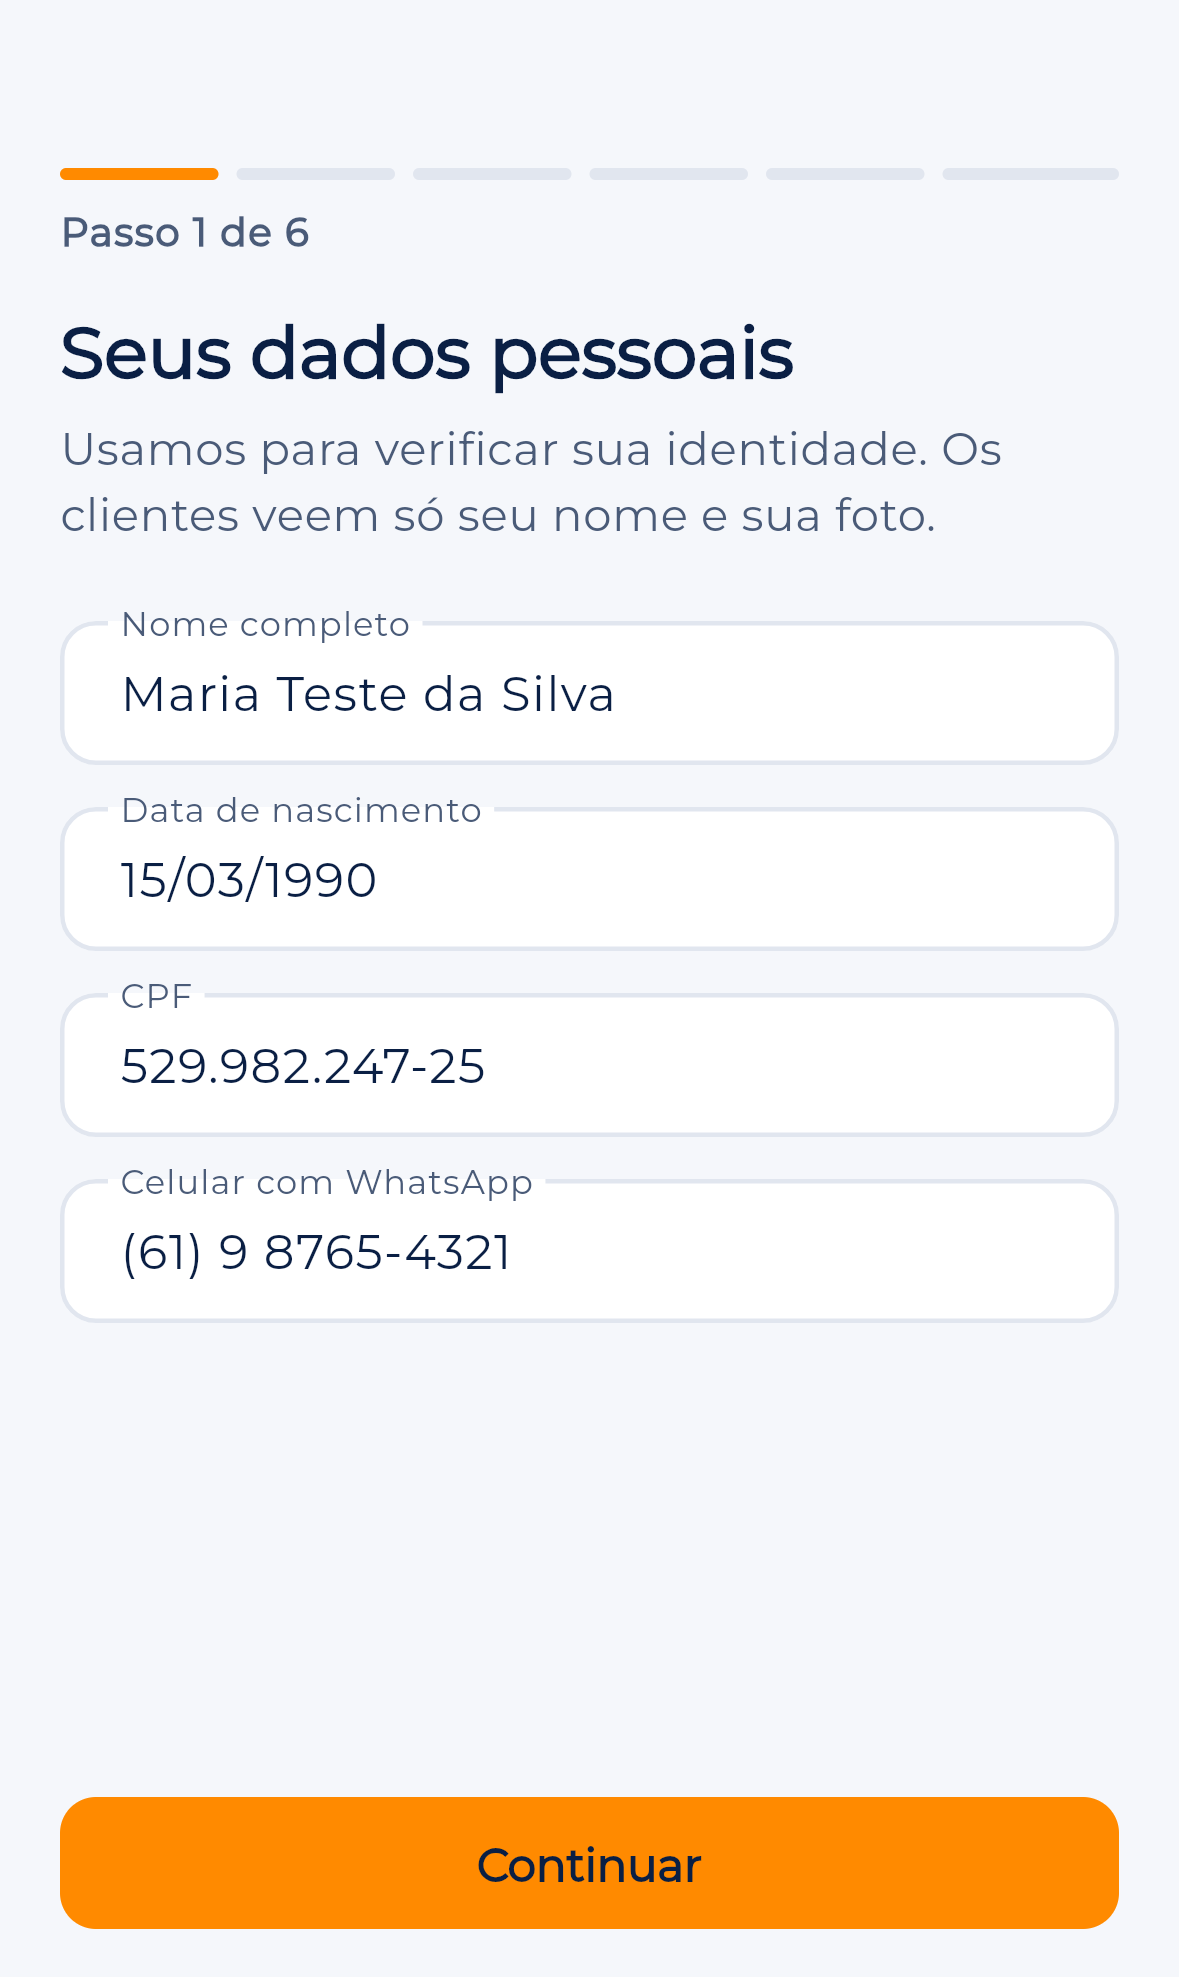 Passo 1 de 6
Seus dados pessoais
Usamos para verificar sua identidade. Os
clientes veem só seu nome e sua foto.
Nome completo
Maria Teste da Silva
Data de nascimento
15/03/1990
CPF
529.982.247-25
Celular com WhatsApp
(61) 9 8765-4321
Continuar